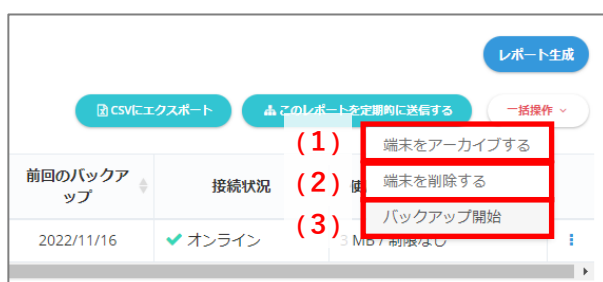 レポート生成
CSVにエクスポート
このレポートを定期的に送信する
一括操作
(1) 端末をアーカイブする
前回のバックア
ップ
接続状況
(2) 使 端末を削除する
(3) バックアップ開始
2022/11/16
オンライン
3 MB / 制限なし